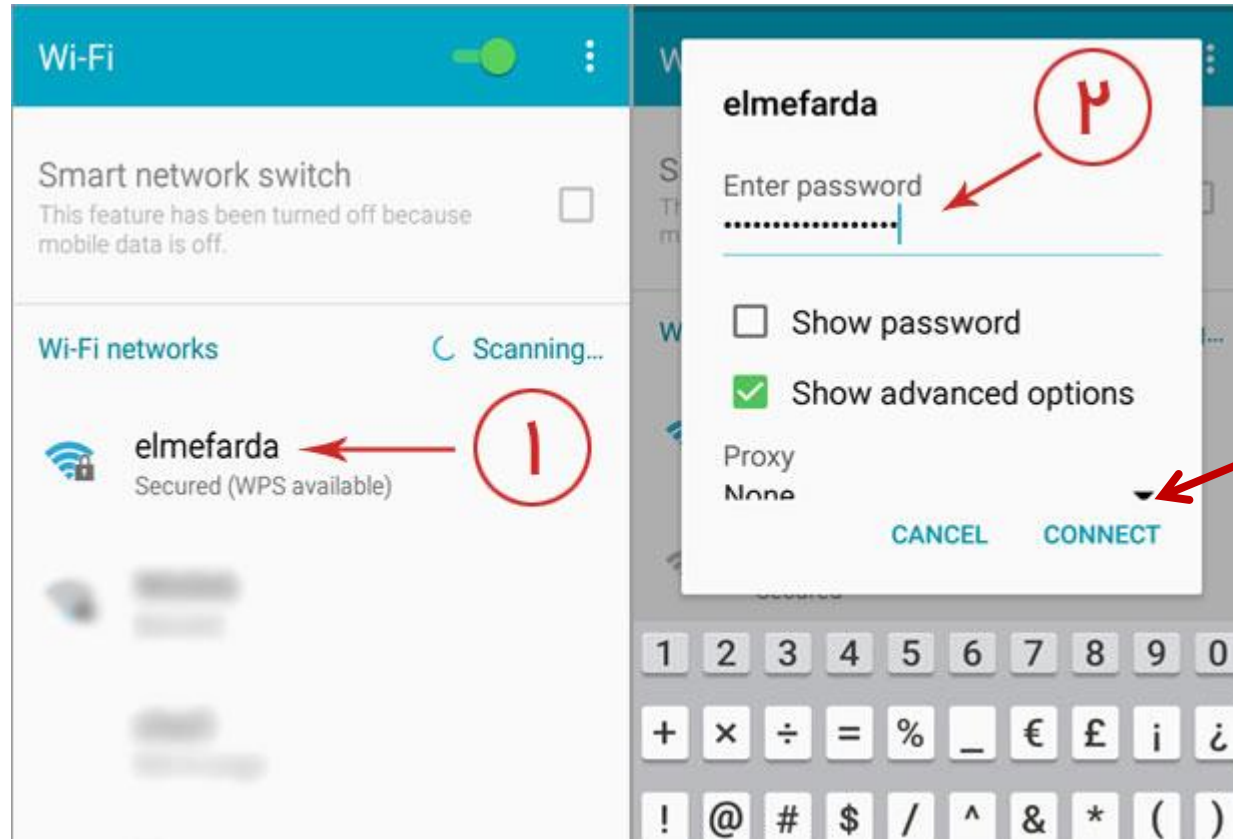 Wi-Fi
Smart network switch
This feature has been turned off because
mobile data is off.
Wi-Fi networks
Scanning...
elmefarda
۱
Secured (WPS available)
elmefarda
۲
Enter password
••••••••••••••••••
Show password
Show advanced options
Proxy
None
CANCEL CONNECT
1 2 3 4 5 6 7 8 9 0
+ × ÷ = % _ € £ ¡ ¿
! @ # $ / ^ & * ( )